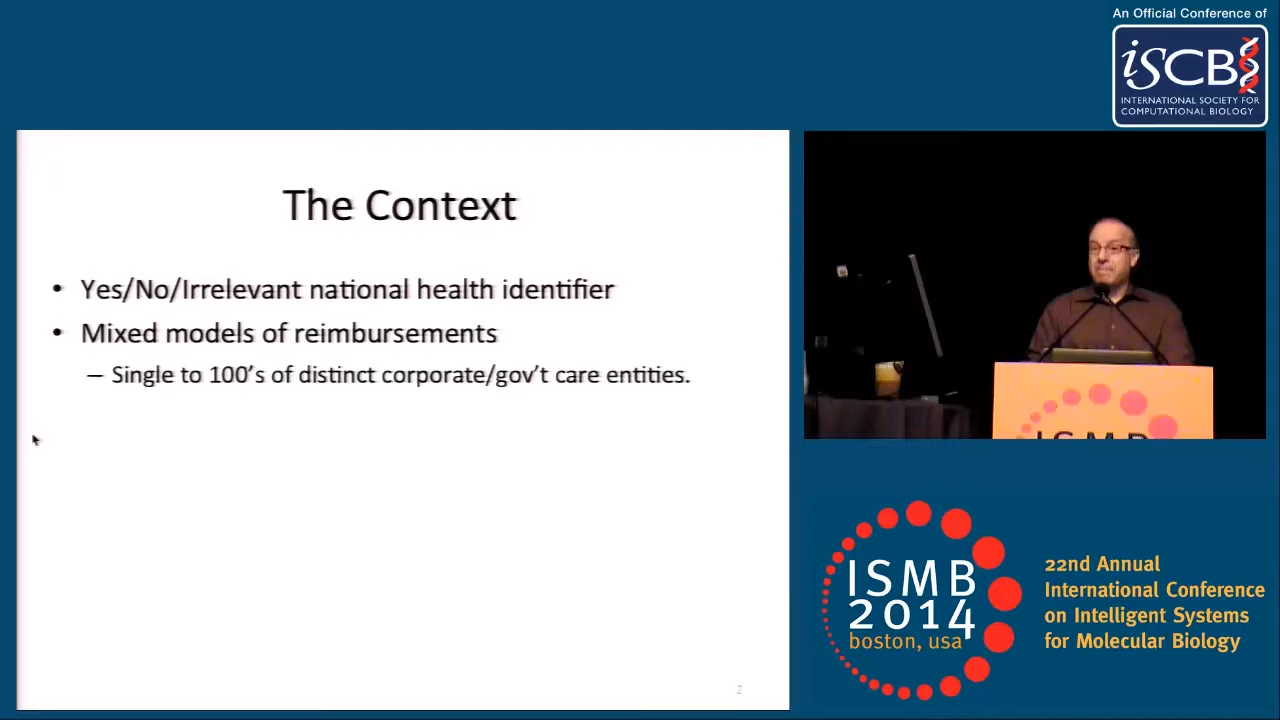 An Official Conference of
iSCB
INTERNATIONAL SOCIETY FOR
COMPUTATIONAL BIOLOGY
The Context
• Yes/No/Irrelevant national health identifier
• Mixed models of reimbursements
– Single to 100's of distinct corporate/gov't care entities.
2
ISMB
ISMB
2014
boston, usa
22nd Annual
International Conference
on Intelligent Systems
for Molecular Biology